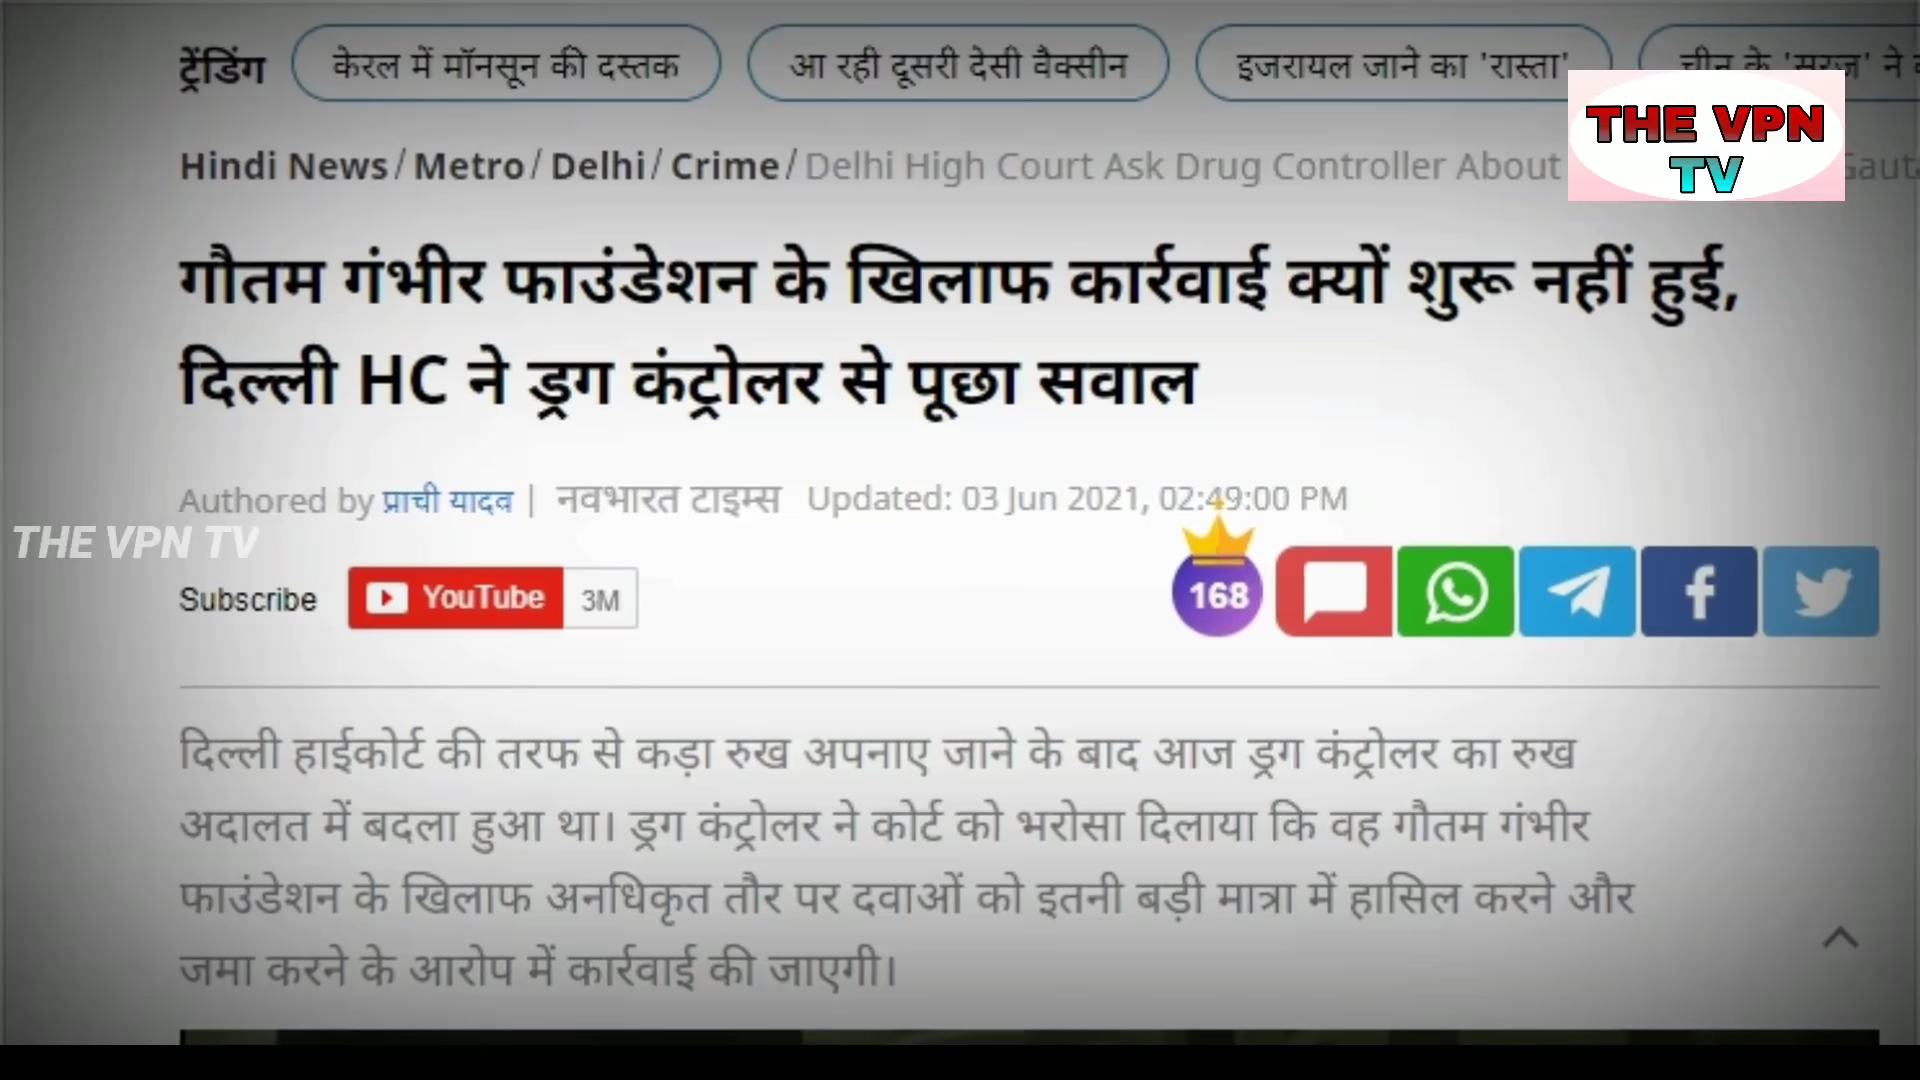 ट्रेंडिंग केरल में मॉनसून की दस्तक आ रही दूसरी देसी वैक्सीन इजरायल जाने का 'रास्ता' चीन के 'सूरज' ने
THE VPN
TV
Hindi News/ Metro/ Delhi/ Crime/ Delhi High Court Ask Drug Controller About
गौतम गंभीर फाउंडेशन के खिलाफ कार्रवाई क्यों शुरू नहीं हुई,
दिल्ली HC ने ड्रग कंट्रोलर से पूछा सवाल
Authored by प्राची यादव | नवभारत टाइम्स Updated: 03 Jun 2021, 02:49:00 PM
THE VPN TV
Subscribe YouTube 3M 168
दिल्ली हाईकोर्ट की तरफ से कड़ा रुख अपनाए जाने के बाद आज ड्रग कंट्रोलर का रुख
अदालत में बदला हुआ था। ड्रग कंट्रोलर ने कोर्ट को भरोसा दिलाया कि वह गौतम गंभीर
फाउंडेशन के खिलाफ अनधिकृत तौर पर दवाओं को इतनी बड़ी मात्रा में हासिल करने और
जमा करने के आरोप में कार्रवाई की जाएगी।